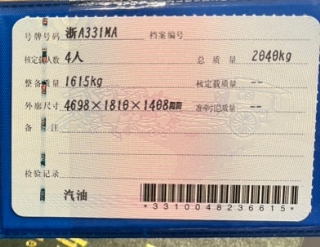 号牌号码 浙A331MA 档案编号
核定载人数 4人 总质量 2040kg
整备质量 1615kg 核定载质量 --
外廓尺寸 4698×1810×1408mm 准牵引总质量 --
备注
检验记录
汽油
*3310048236615*